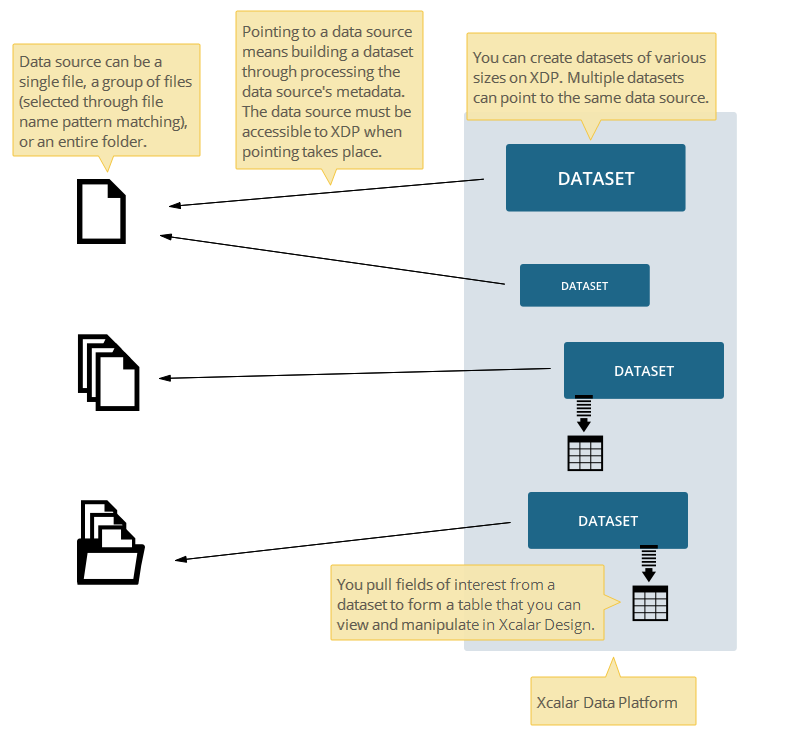 Data source can be a
single file, a group of files
(selected through file
name pattern matching),
or an entire folder.
Pointing to a data source
means building a dataset
through processing the
data source's metadata.
The data source must be
accessible to XDP when
pointing takes place.
You can create datasets of various
sizes on XDP. Multiple datasets
can point to the same data source.
DATASET
DATASET
DATASET
DATASET
You pull fields of interest from a
dataset to form a table that you can
view and manipulate in Xcalar Design.
Xcalar Data Platform